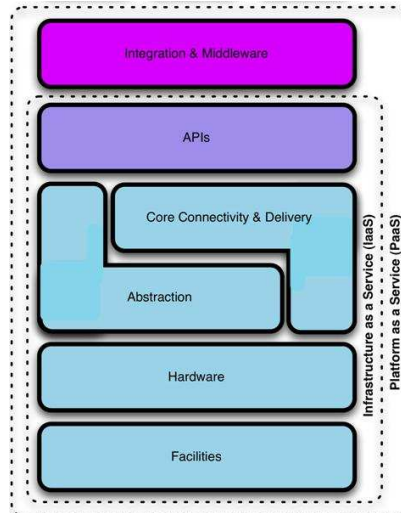 Integration & Middleware
APIs
Core Connectivity & Delivery
Abstraction
Hardware
Facilities
Infrastructure as a Service (IaaS)
Platform as a Service (PaaS)